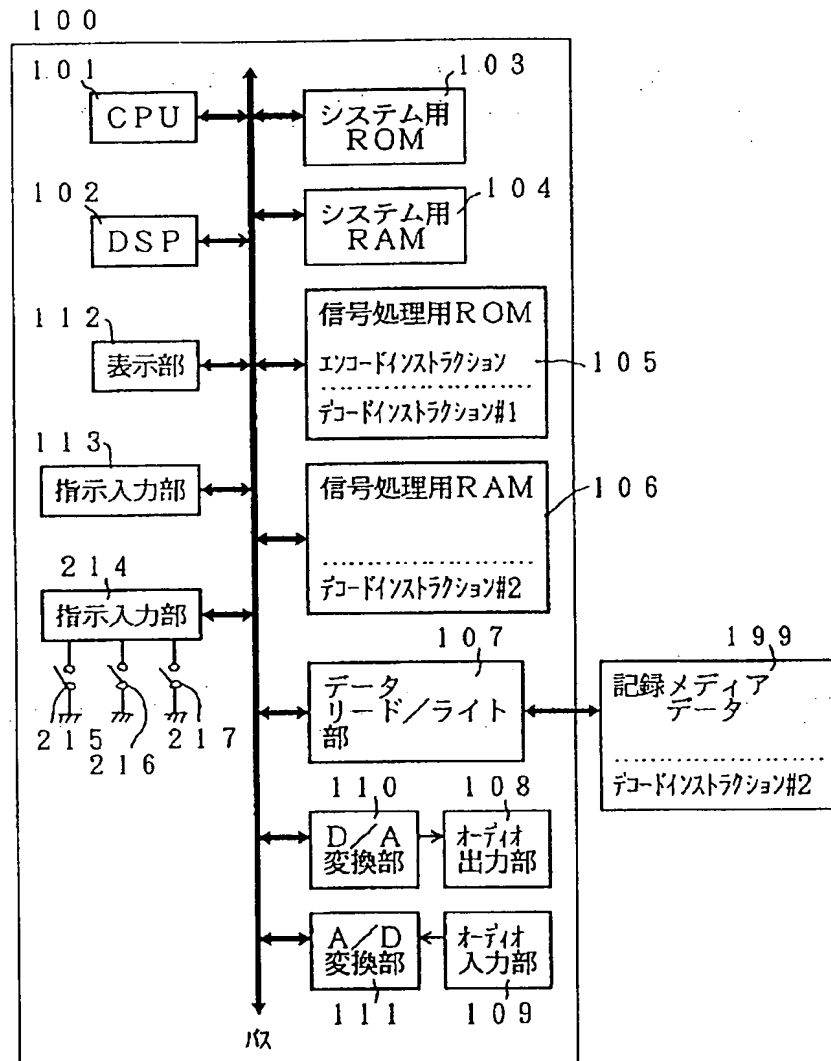 100
101
CPU
103
システム用
ROM
102
DSP
104
システム用
RAM
112
表示部
信号処理用ROM
エンコードインストラクション
デコードインストラクション#1
105
113
指示入力部
信号処理用RAM
デコードインストラクション#2
106
214
指示入力部
215
216
217
107
データ
リード/ライト
部
199
記録メディア
データ
デコードインストラクション#2
110
D/A
変換部
108
オーディオ
出力部
A/D
変換部
111
オーディオ
入力部
109
バス